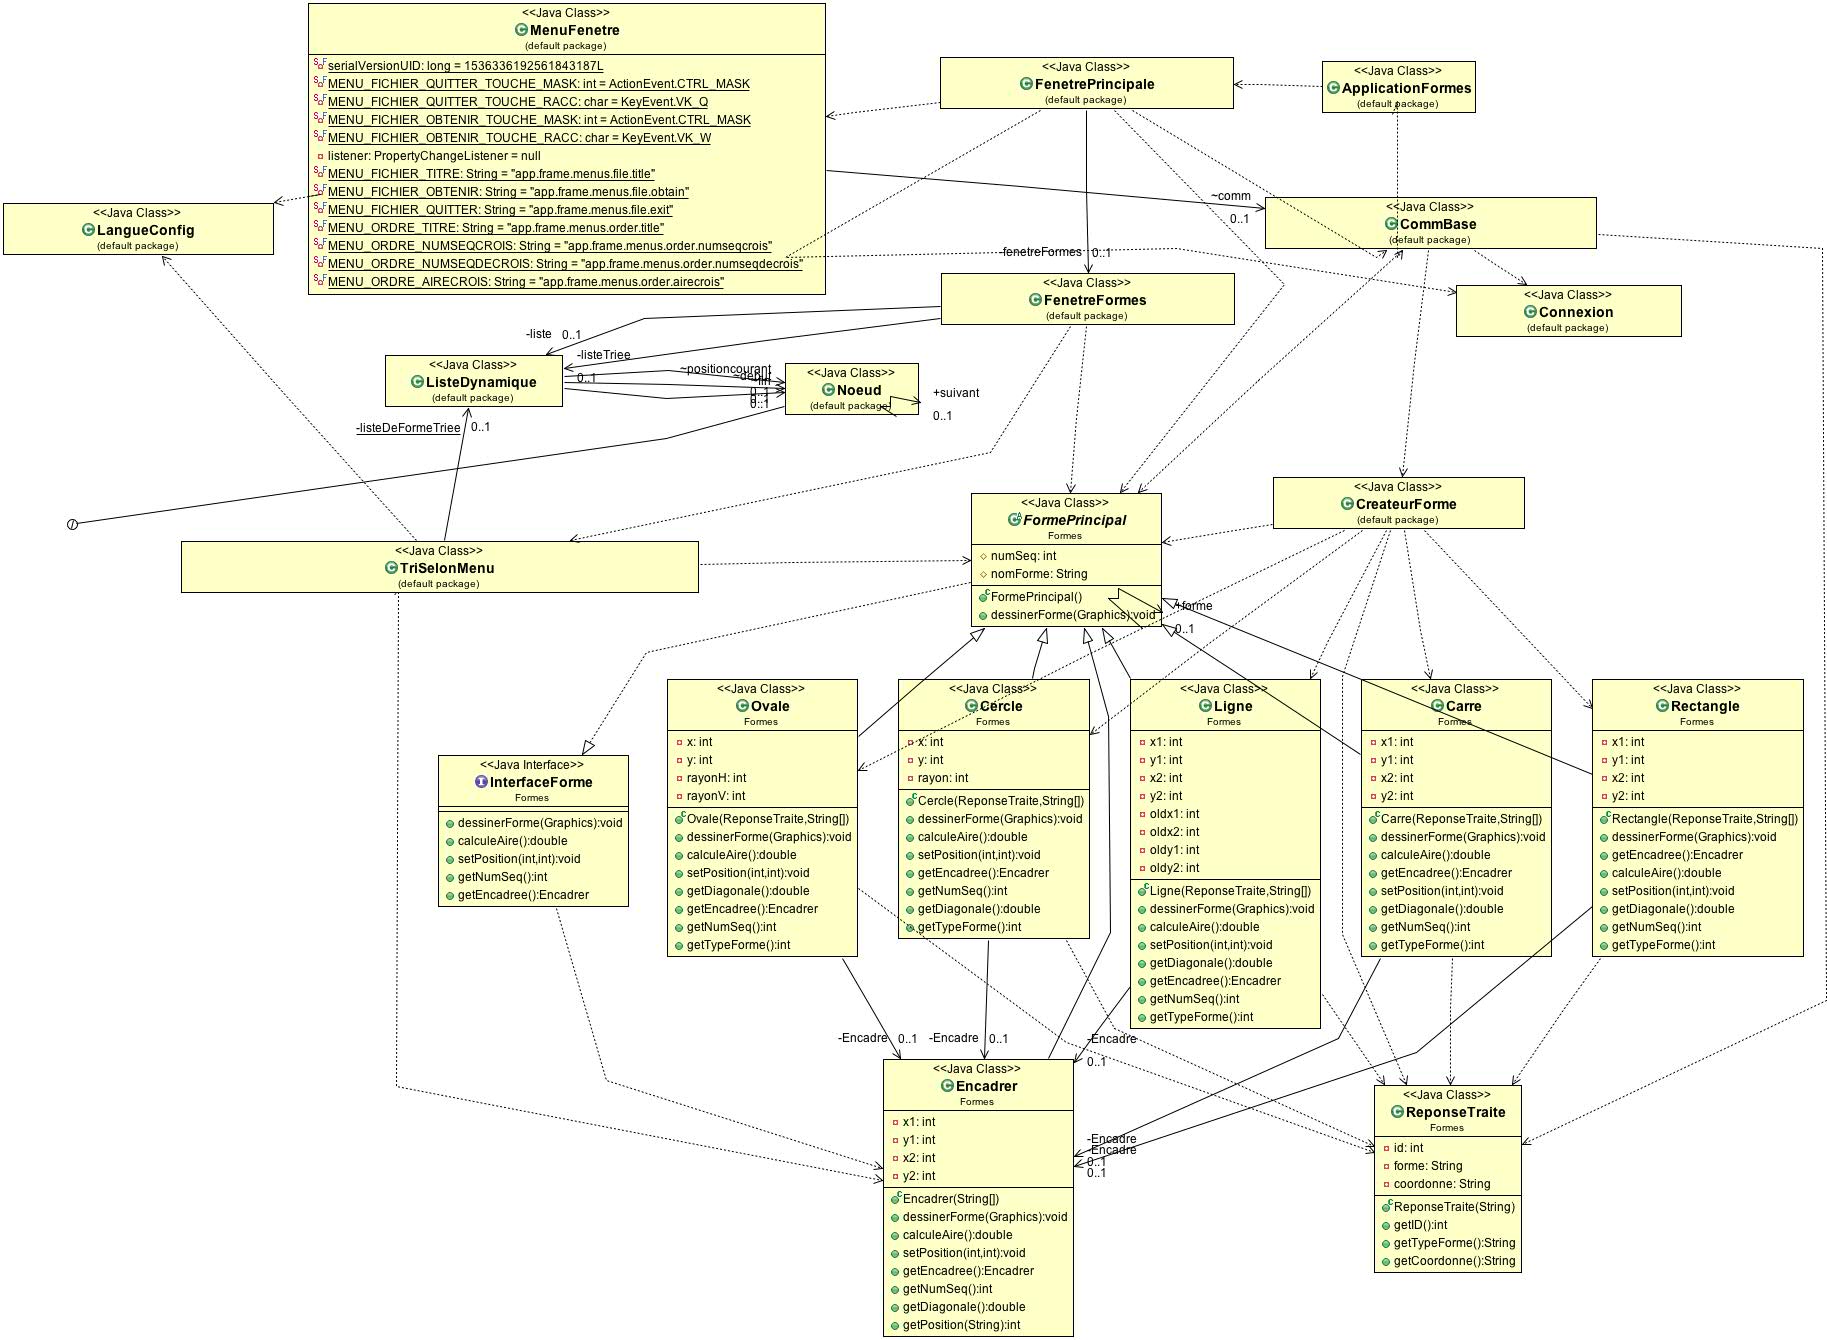 <<Java Class>>
MenuFenetre
(default package)
serialVersionUID: long = 1536336192561843187L
MENU_FICHIER_QUITTER_TOUCHE_MASK: int = ActionEvent.CTRL_MASK
MENU_FICHIER_QUITTER_TOUCHE_RACC: char = KeyEvent.VK_Q
MENU_FICHIER_OBTENIR_TOUCHE_MASK: int = ActionEvent.CTRL_MASK
MENU_FICHIER_OBTENIR_TOUCHE_RACC: char = KeyEvent.VK_W
listener: PropertyChangeListener = null
MENU_FICHIER_TITRE: String = "app.frame.menus.file.title"
MENU_FICHIER_OBTENIR: String = "app.frame.menus.file.obtain"
MENU_FICHIER_QUITTER: String = "app.frame.menus.file.exit"
MENU_ORDRE_TITRE: String = "app.frame.menus.order.title"
MENU_ORDRE_NUMSEQCROIS: String = "app.frame.menus.order.numseqcrois"
MENU_ORDRE_NUMSEQDECROIS: String = "app.frame.menus.order.numseqdecrois"
MENU_ORDRE_AIRECROIS: String = "app.frame.menus.order.airecrois"
<<Java Class>>
FenetrePrincipale
(default package)
<<Java Class>>
ApplicationFormes
(default package)
<<Java Class>>
LangueConfig
(default package)
~comm
0..1
<<Java Class>>
CommBase
(default package)
-fenetreFormes
0..1
<<Java Class>>
FenetreFormes
(default package)
<<Java Class>>
Connexion
(default package)
-liste
0..1
-listeTriee
0..1
<<Java Class>>
ListeDynamique
(default package)
~positioncourant
0..1
0..1
<<Java Class>>
Noeud
(default package)
+suivant
0..1
-listeDeFormeTriee
0..1
<<Java Class>>
TriSelonMenu
(default package)
<<Java Class>>
FormePrincipal
Formes
numSeq: int
nomForme: String
FormePrincipal()
dessinerForme(Graphics):void
+forme
0..1
<<Java Class>>
CreateurForme
(default package)
<<Java Interface>>
InterfaceForme
Formes
dessinerForme(Graphics):void
calculeAire():double
setPosition(int,int):void
getNumSeq():int
getEncadree():Encadrer
<<Java Class>>
Ovale
Formes
x: int
y: int
rayonH: int
rayonV: int
Ovale(ReponseTraite,String[])
dessinerForme(Graphics):void
calculeAire():double
setPosition(int,int):void
getDiagonale():double
getEncadree():Encadrer
getNumSeq():int
getTypeForme():int
<<Java Class>>
Cercle
Formes
x: int
y: int
rayon: int
Cercle(ReponseTraite,String[])
dessinerForme(Graphics):void
calculeAire():double
setPosition(int,int):void
getEncadree():Encadrer
getNumSeq():int
getDiagonale():double
getTypeForme():int
<<Java Class>>
Ligne
Formes
x1: int
y1: int
x2: int
y2: int
oldx1: int
oldx2: int
oldy1: int
oldy2: int
Ligne(ReponseTraite,String[])
dessinerForme(Graphics):void
calculeAire():double
setPosition(int,int):void
getDiagonale():double
getEncadree():Encadrer
getNumSeq():int
getTypeForme():int
<<Java Class>>
Carre
Formes
x1: int
y1: int
x2: int
y2: int
Carre(ReponseTraite,String[])
dessinerForme(Graphics):void
calculeAire():double
getEncadree():Encadrer
setPosition(int,int):void
getDiagonale():double
getNumSeq():int
getTypeForme():int
<<Java Class>>
Rectangle
Formes
x1: int
y1: int
x2: int
y2: int
Rectangle(ReponseTraite,String[])
dessinerForme(Graphics):void
getEncadree():Encadrer
calculeAire():double
setPosition(int,int):void
getDiagonale():double
getNumSeq():int
getTypeForme():int
-Encadre
0..1
-Encadre
0..1
-Encadre
0..1
-Encadre
-Encadre
0..1
0..1
<<Java Class>>
Encadrer
Formes
x1: int
y1: int
x2: int
y2: int
Encadrer(String[])
dessinerForme(Graphics):void
calculeAire():double
setPosition(int,int):void
getEncadree():Encadrer
getNumSeq():int
getDiagonale():double
getPosition(String):int
<<Java Class>>
ReponseTraite
Formes
id: int
forme: String
coordonne: String
ReponseTraite(String)
getID():int
getTypeForme():String
getCoordonne():String